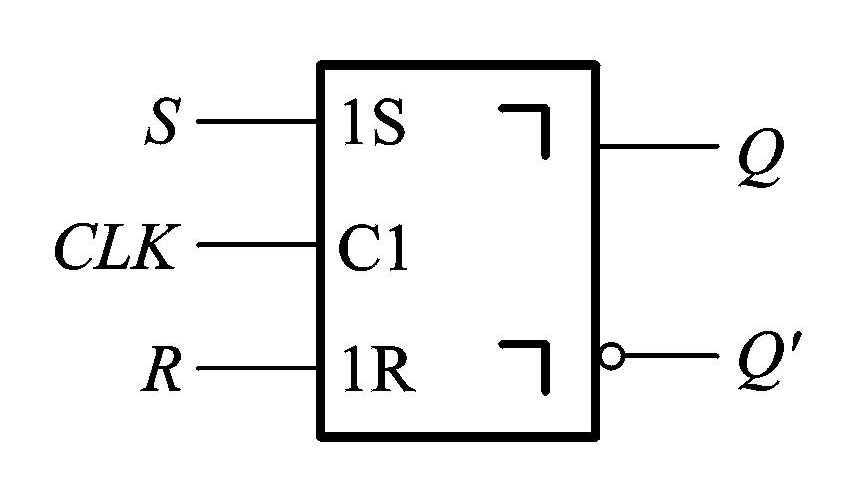 S 1S Q
CLK C1
R 1R Q′